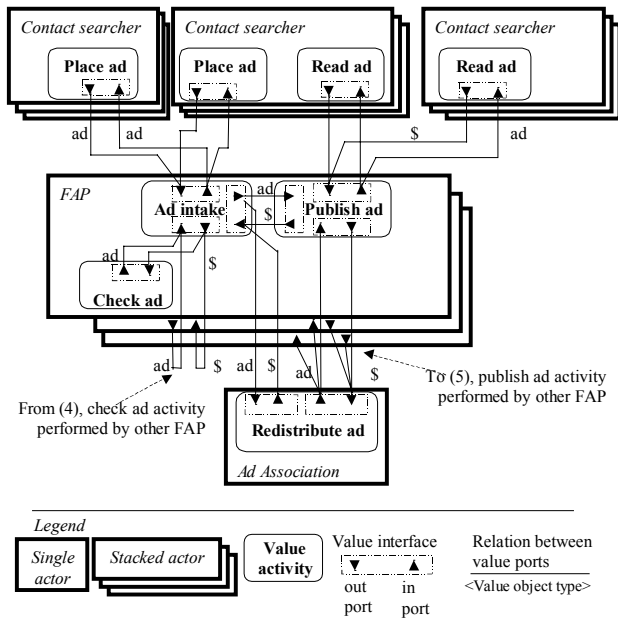 Contact searcher
Contact searcher
Contact searcher
Place ad
Place ad
Read ad
Read ad
ad
ad
$
ad
FAP
Ad intake
ad
$
Publish ad
ad
$
Check ad
ad
$
ad
$
ad
$
From (4), check ad activity
performed by other FAP
To (5), publish ad activity
performed by other FAP
Redistribute ad
Ad Association
Legend
Single
actor
Stacked actor
Value
activity
Value interface
out
port
in
port
Relation between
value ports
<Value object type>